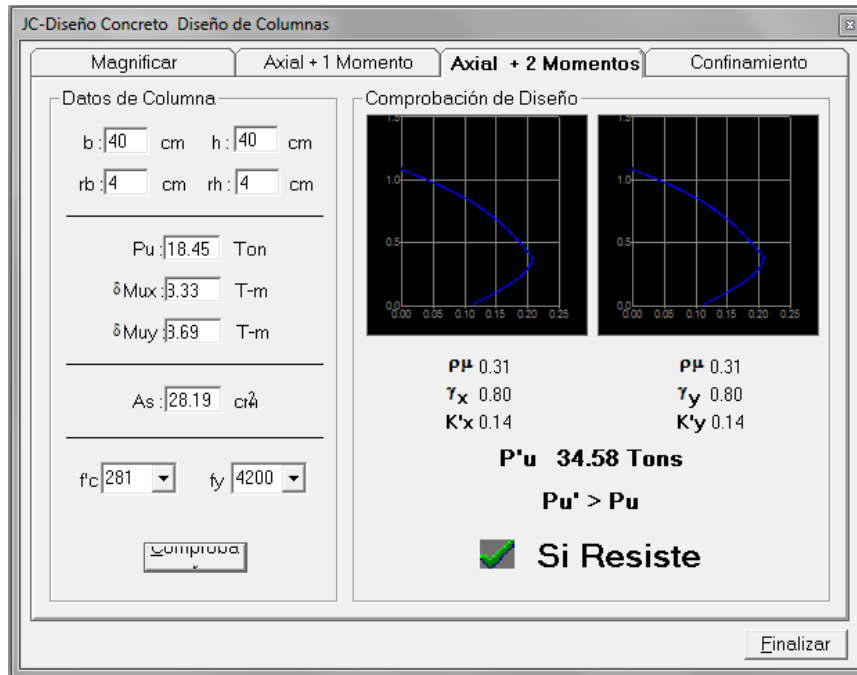 JC-Diseño Concreto Diseño de Columnas
Magnificar Axial + 1 Momento Axial + 2 Momentos Confinamiento
Datos de Columna
b : 40 cm h : 40 cm
rb : 4 cm rh : 4 cm
Pu : 18.45 Ton
δMux : 3.33 T-m
δMuy : 3.69 T-m
As : 28.19 cm2
f'c 281 fy 4200
Comprobar
Comprobación de Diseño
1.5
1.0
0.5
0.0
0.00 0.05 0.10 0.15 0.20 0.25
1.5
1.0
0.5
0.0
0.00 0.05 0.10 0.15 0.20 0.25
ρμ 0.31 ρμ 0.31
γx 0.80 γy 0.80
K'x 0.14 K'y 0.14
P'u 34.58 Tons
Pu' > Pu
Si Resiste
Finalizar